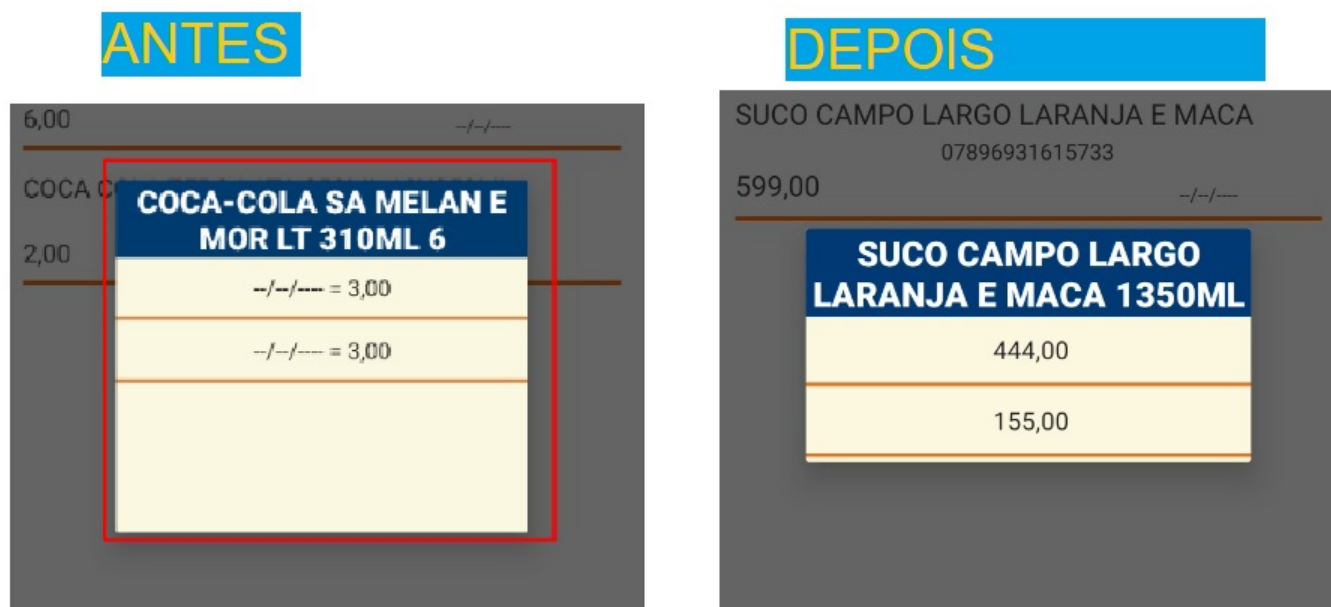 ANTES
6,00
--/--/----
COCA C
COCA-COLA SA MELAN E
MOR LT 310ML 6
2,00
--/--/---- = 3,00
--/--/---- = 3,00
DEPOIS
SUCO CAMPO LARGO LARANJA E MACA
07896931615733
599,00
--/--/----
SUCO CAMPO LARGO
LARANJA E MACA 1350ML
444,00
155,00